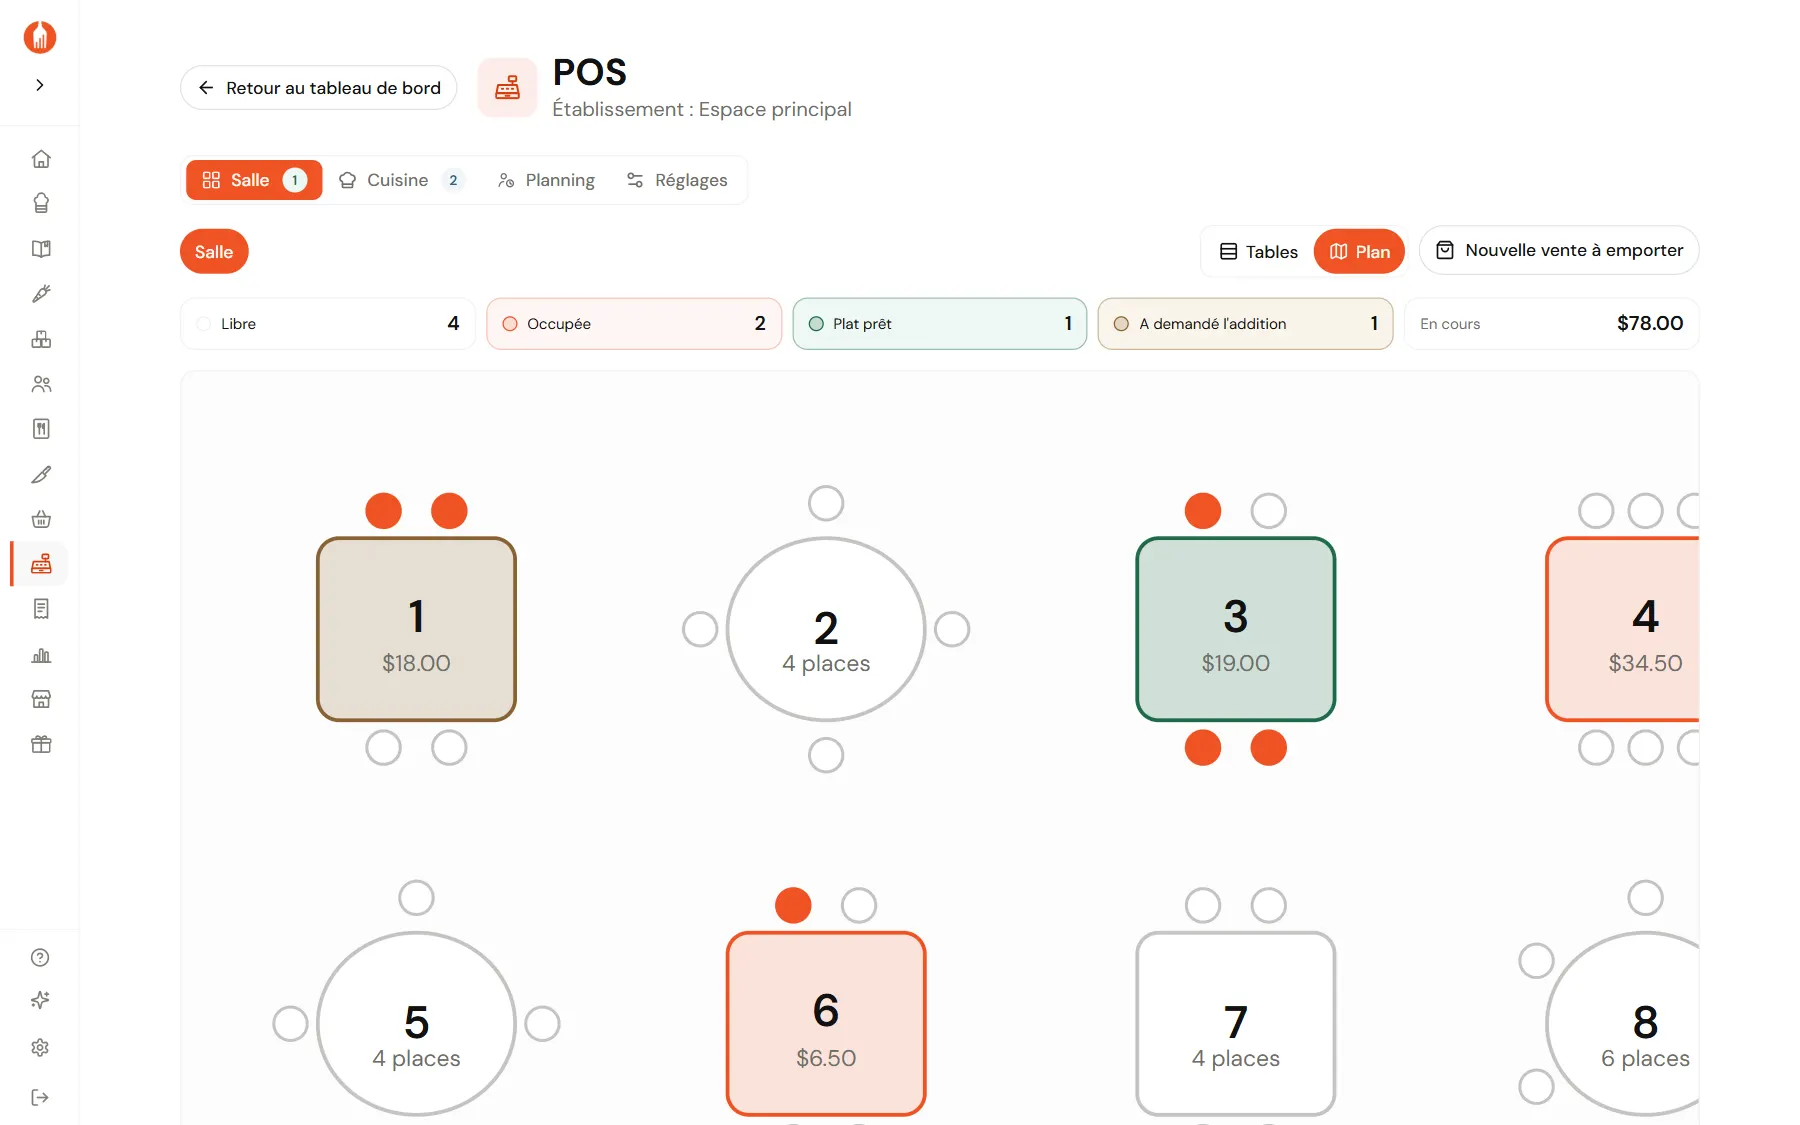 Retour au tableau de bord
POS
Établissement : Espace principal
Salle 1
Cuisine 2
Planning
Réglages
Salle
Tables
Plan
Nouvelle vente à emporter
Libre 4
Occupée 2
Plat prêt 1
A demandé l'addition 1
En cours $78.00
1
$18.00
2
4 places
3
$19.00
4
$34.50
5
4 places
6
$6.50
7
4 places
8
6 places